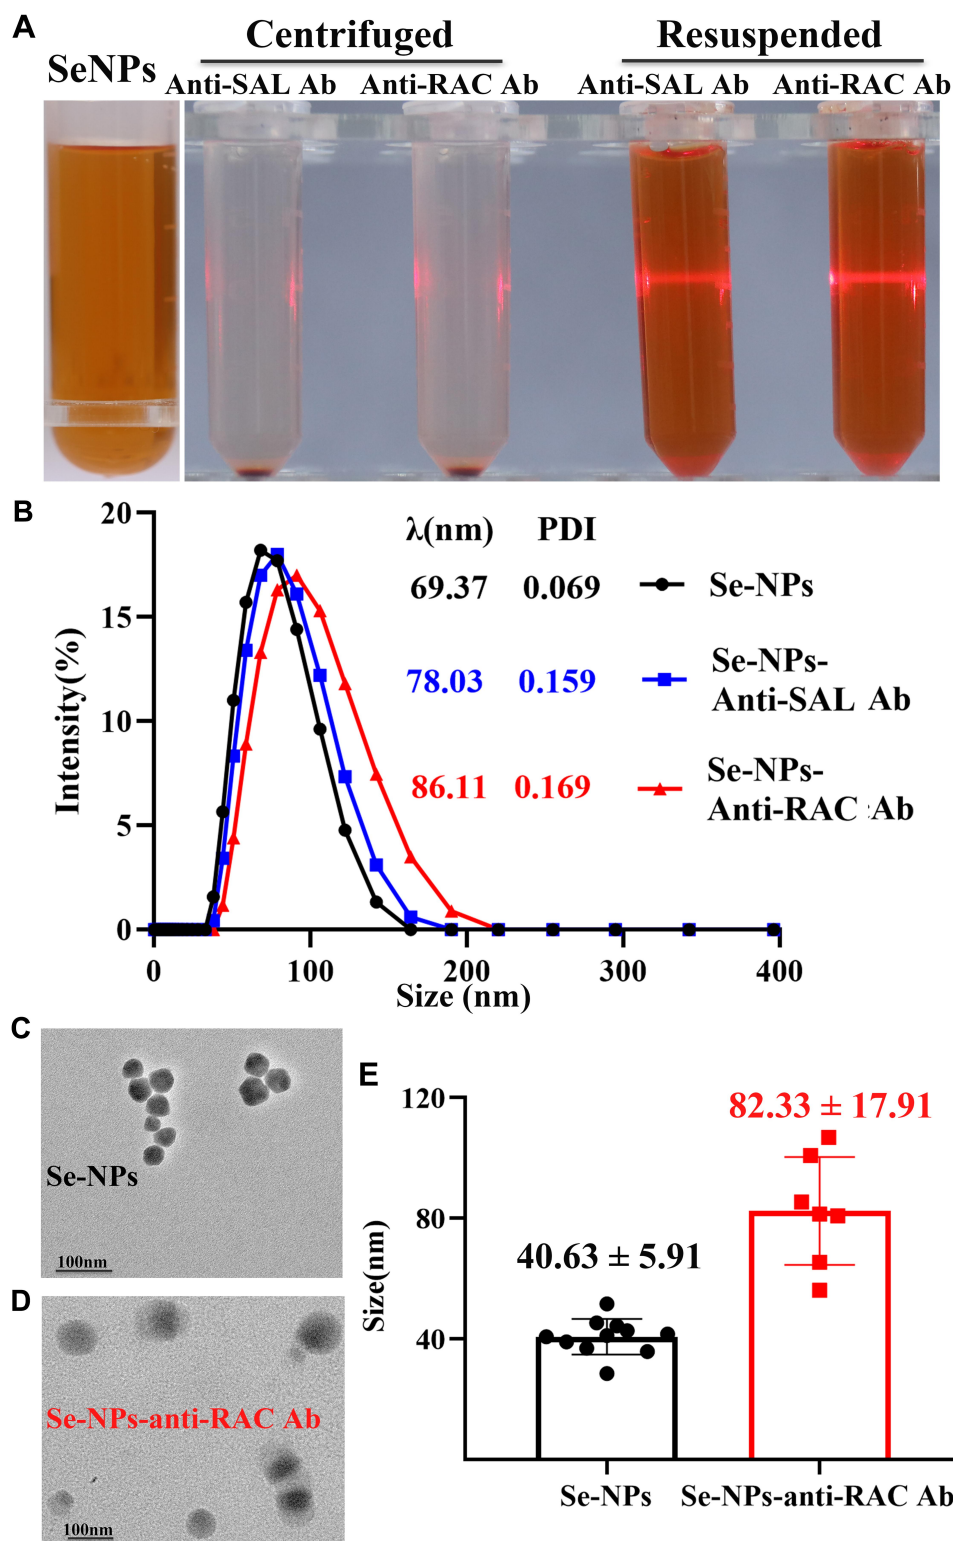 A
Centrifuged
Resuspended
SeNPs
Anti-SAL Ab
Anti-RAC Ab
Anti-SAL Ab
Anti-RAC Ab
B
20
15
10
5
0
Intensity(%)
λ(nm) PDI
69.37 0.069 Se-NPs
78.03 0.159 Se-NPs-
Anti-SAL Ab
86.11 0.169 Se-NPs-
Anti-RAC Ab
0 100 200 300 400
Size (nm)
C
Se-NPs
100nm
D
Se-NPs-anti-RAC Ab
100nm
E
120
80
40
Size(nm)
82.33 ± 17.91
40.63 ± 5.91
Se-NPs
Se-NPs-anti-RAC Ab